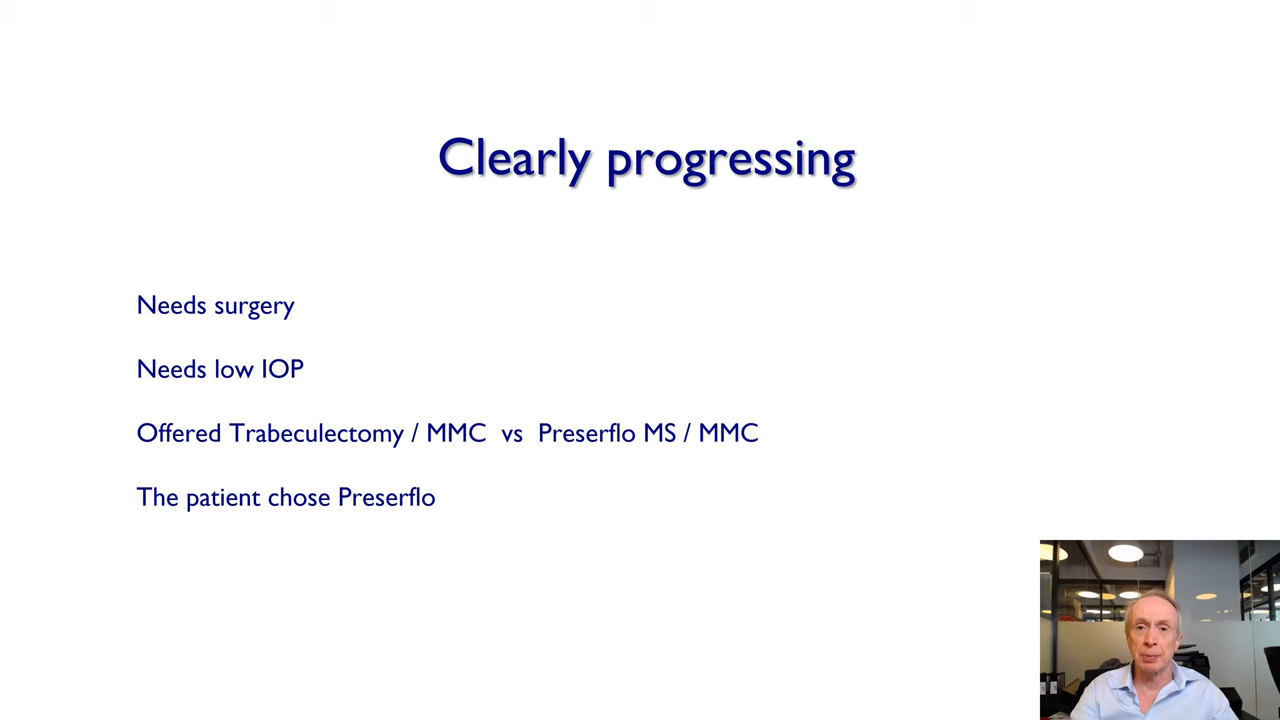 Clearly progressing
Needs surgery
Needs low IOP
Offered Trabeculectomy / MMC vs Preserflo MS / MMC
The patient chose Preserflo